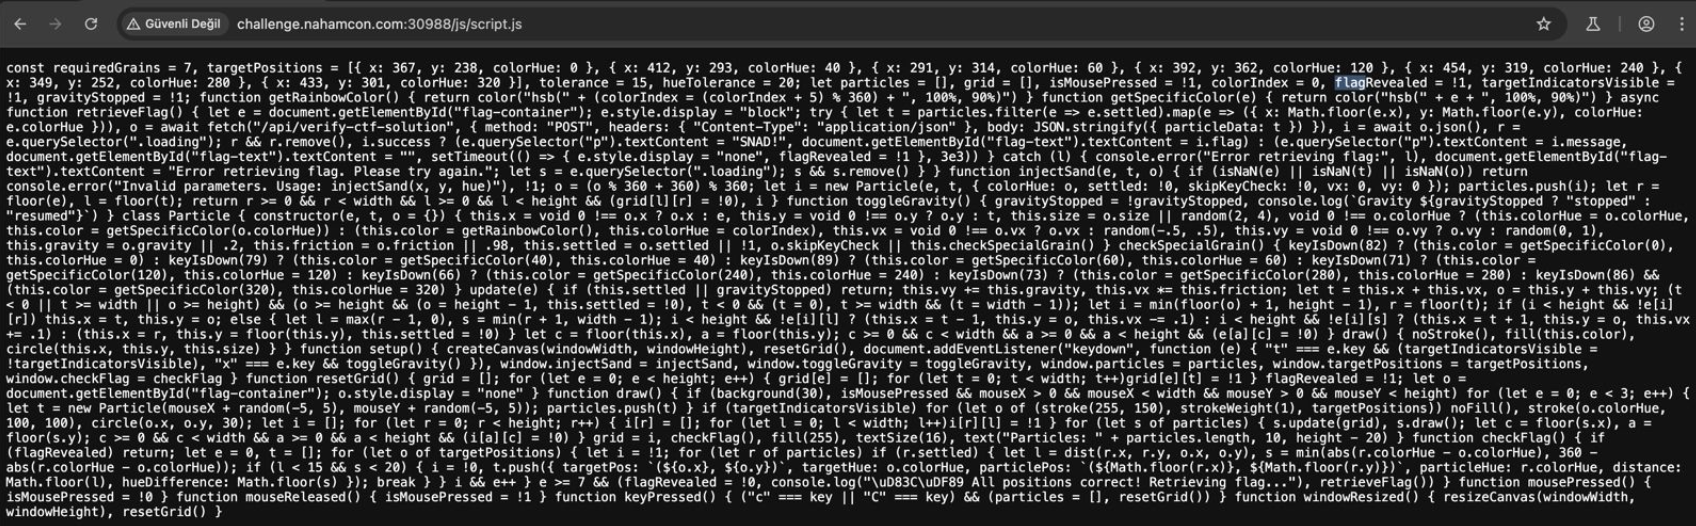 Güvenli Değil challenge.nahamcon.com:30988/js/script.js
const requiredGrains = 7, targetPositions = [{ x: 367, y: 238, colorHue: 0 }, { x: 412, y: 293, colorHue: 40 }, { x: 291, y: 314, colorHue: 60 }, { x: 392, y: 362, colorHue: 120 }, { x: 454, y: 319, colorHue: 240 }, {
x: 349, y: 252, colorHue: 280 }, { x: 433, y: 301, colorHue: 320 }], tolerance = 15, hueTolerance = 20; let particles = [], grid = [], isMousePressed = !1, colorIndex = 0, flagRevealed = !1, targetIndicatorsVisible =
!1, gravityStopped = !1; function getRainbowColor() { return color("hsb(" + (colorIndex = (colorIndex + 5) % 360) + ", 100%, 90%)") } function getSpecificColor(e) { return color("hsb(" + e + ", 100%, 90%)") } async
function retrieveFlag() { let e = document.getElementById("flag-container"); e.style.display = "block"; try { let t = particles.filter(e => e.settled).map(e => ({ x: Math.floor(e.x), y: Math.floor(e.y), colorHue:
e.colorHue })), o = await fetch("/api/verify-ctf-solution", { method: "POST", headers: { "Content-Type": "application/json" }, body: JSON.stringify({ particleData: t }) }), i = await o.json(), r =
e.querySelector(".loading"); r && r.remove(), i.success ? (e.querySelector("p").textContent = "SNAD!", document.getElementById("flag-text").textContent = i.flag) : (e.querySelector("p").textContent = i.message,
document.getElementById("flag-text").textContent = "", setTimeout(() => { e.style.display = "none", flagRevealed = !1 }, 3e3)) } catch (l) { console.error("Error retrieving flag:", l), document.getElementById("flag-
text").textContent = "Error retrieving flag. Please try again."; let s = e.querySelector(".loading"); s && s.remove() } } function injectSand(e, t, o) { if (isNaN(e) || isNaN(t) || isNaN(o)) return
console.error("Invalid parameters. Usage: injectSand(x, y, hue)"), !1; o = (o % 360 + 360) % 360; let i = new Particle(e, t, { colorHue: o, settled: !0, skipKeyCheck: !0, vx: 0, vy: 0 }); particles.push(i); let r =
floor(e), l = floor(t); return r >= 0 && r < width && l >= 0 && l < height && (grid[l][r] = !0), i } function toggleGravity() { gravityStopped = !gravityStopped, console.log(`Gravity ${gravityStopped ? "stopped" :
"resumed"}`) } class Particle { constructor(e, t, o = {}) { this.x = void 0 !== o.x ? o.x : e, this.y = void 0 !== o.y ? o.y : t, this.size = o.size || random(2, 4), void 0 !== o.colorHue ? (this.colorHue = o.colorHue,
this.color = getSpecificColor(o.colorHue)) : (this.color = getRainbowColor(), this.colorHue = colorIndex), this.vx = void 0 !== o.vx ? o.vx : random(-.5, .5), this.vy = void 0 !== o.vy ? o.vy : random(0, 1),
this.gravity = o.gravity || .2, this.friction = o.friction || .98, this.settled = o.settled || !1, o.skipKeyCheck || this.checkSpecialGrain() } checkSpecialGrain() { keyIsDown(82) ? (this.color = getSpecificColor(0),
this.colorHue = 0) : keyIsDown(79) ? (this.color = getSpecificColor(40), this.colorHue = 40) : keyIsDown(89) ? (this.color = getSpecificColor(60), this.colorHue = 60) : keyIsDown(71) ? (this.color =
getSpecificColor(120), this.colorHue = 120) : keyIsDown(66) ? (this.color = getSpecificColor(240), this.colorHue = 240) : keyIsDown(73) ? (this.color = getSpecificColor(280), this.colorHue = 280) : keyIsDown(86) &&
(this.color = getSpecificColor(320), this.colorHue = 320) } update(e) { if (this.settled || gravityStopped) return; this.vy += this.gravity, this.vx *= this.friction; let t = this.x + this.vx, o = this.y + this.vy; (t
< 0 || t >= width || o >= height) && (o >= height && (o = height - 1, this.settled = !0), t < 0 && (t = 0), t >= width && (t = width - 1)); let i = min(floor(o) + 1, height - 1), r = floor(t); if (i < height && !e[i]
[r]) this.x = t, this.y = o; else { let l = max(r - 1, 0), s = min(r + 1, width - 1); i < height && !e[i][l] ? (this.x = t - 1, this.y = o, this.vx -= .1) : i < height && !e[i][s] ? (this.x = t + 1, this.y = o, this.vx
+= .1) : (this.x = r, this.y = floor(this.y), this.settled = !0) } let c = floor(this.x), a = floor(this.y); c >= 0 && c < width && a >= 0 && a < height && (e[a][c] = !0) } draw() { noStroke(), fill(this.color),
circle(this.x, this.y, this.size) } } function setup() { createCanvas(windowWidth, windowHeight), resetGrid(), document.addEventListener("keydown", function (e) { "t" === e.key && (targetIndicatorsVisible =
!targetIndicatorsVisible), "x" === e.key && toggleGravity() }), window.injectSand = injectSand, window.toggleGravity = toggleGravity, window.particles = particles, window.targetPositions = targetPositions,
window.checkFlag = checkFlag } function resetGrid() { grid = []; for (let e = 0; e < height; e++) { grid[e] = []; for (let t = 0; t < width; t++)grid[e][t] = !1 } flagRevealed = !1; let o =
document.getElementById("flag-container"); o.style.display = "none" } function draw() { if (background(30), isMousePressed && mouseX > 0 && mouseX < width && mouseY > 0 && mouseY < height) for (let e = 0; e < 3; e++) {
let t = new Particle(mouseX + random(-5, 5), mouseY + random(-5, 5)); particles.push(t) } if (targetIndicatorsVisible) for (let o of (stroke(255, 150), strokeWeight(1), targetPositions)) noFill(), stroke(o.colorHue,
100, 100), circle(o.x, o.y, 30); let i = []; for (let r = 0; r < height; r++) { i[r] = []; for (let l = 0; l < width; l++)i[r][l] = !1 } for (let s of particles) { s.update(grid), s.draw(); let c = floor(s.x), a =
floor(s.y); c >= 0 && c < width && a >= 0 && a < height && (i[a][c] = !0) } grid = i, checkFlag(), fill(255), textSize(16), text("Particles: " + particles.length, 10, height - 20) } function checkFlag() { if
(flagRevealed) return; let e = 0, t = []; for (let o of targetPositions) { let i = !1; for (let r of particles) if (r.settled) { let l = dist(r.x, r.y, o.x, o.y), s = min(abs(r.colorHue - o.colorHue), 360 -
abs(r.colorHue - o.colorHue)); if (l < 15 && s < 20) { i = !0, t.push({ targetPos: `(${o.x}, ${o.y})`, targetHue: o.colorHue, particlePos: `(${Math.floor(r.x)}, ${Math.floor(r.y)})`, particleHue: r.colorHue, distance:
Math.floor(l), hueDifference: Math.floor(s) }); break } } i && e++ } e >= 7 && (flagRevealed = !0, console.log("\uD83C\uDF89 All positions correct! Retrieving flag..."), retrieveFlag()) } function mousePressed() {
isMousePressed = !0 } function mouseReleased() { isMousePressed = !1 } function keyPressed() { ("c" === key || "C" === key) && (particles = [], resetGrid()) } function windowResized() { resizeCanvas(windowWidth,
windowHeight), resetGrid() }